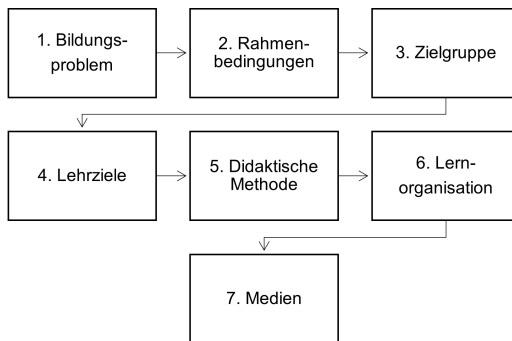 1. Bildungs-
problem
2. Rahmen-
bedingungen
3. Zielgruppe
4. Lehrziele
5. Didaktische
Methode
6. Lern-
organisation
7. Medien